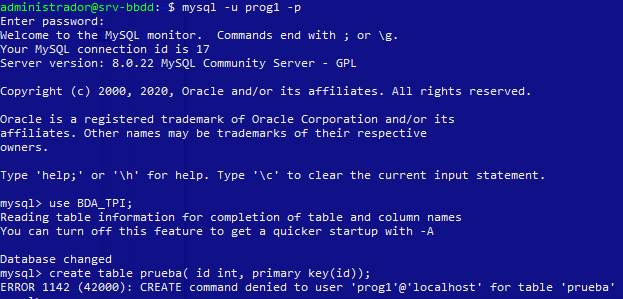 administrador@srv-bbdd: $ mysql -u prog1 -p
Enter password:
Welcome to the MySQL monitor.  Commands end with ; or \g.
Your MySQL connection id is 17
Server version: 8.0.22 MySQL Community Server - GPL

Copyright (c) 2000, 2020, Oracle and/or its affiliates. All rights reserved.

Oracle is a registered trademark of Oracle Corporation and/or its
affiliates. Other names may be trademarks of their respective
owners.

Type 'help;' or '\h' for help. Type '\c' to clear the current input statement.

mysql> use BDA_TPI;
Reading table information for completion of table and column names
You can turn off this feature to get a quicker startup with -A

Database changed
mysql> create table prueba( id int, primary key(id));
ERROR 1142 (42000): CREATE command denied to user 'prog1'@'localhost' for table 'prueba'